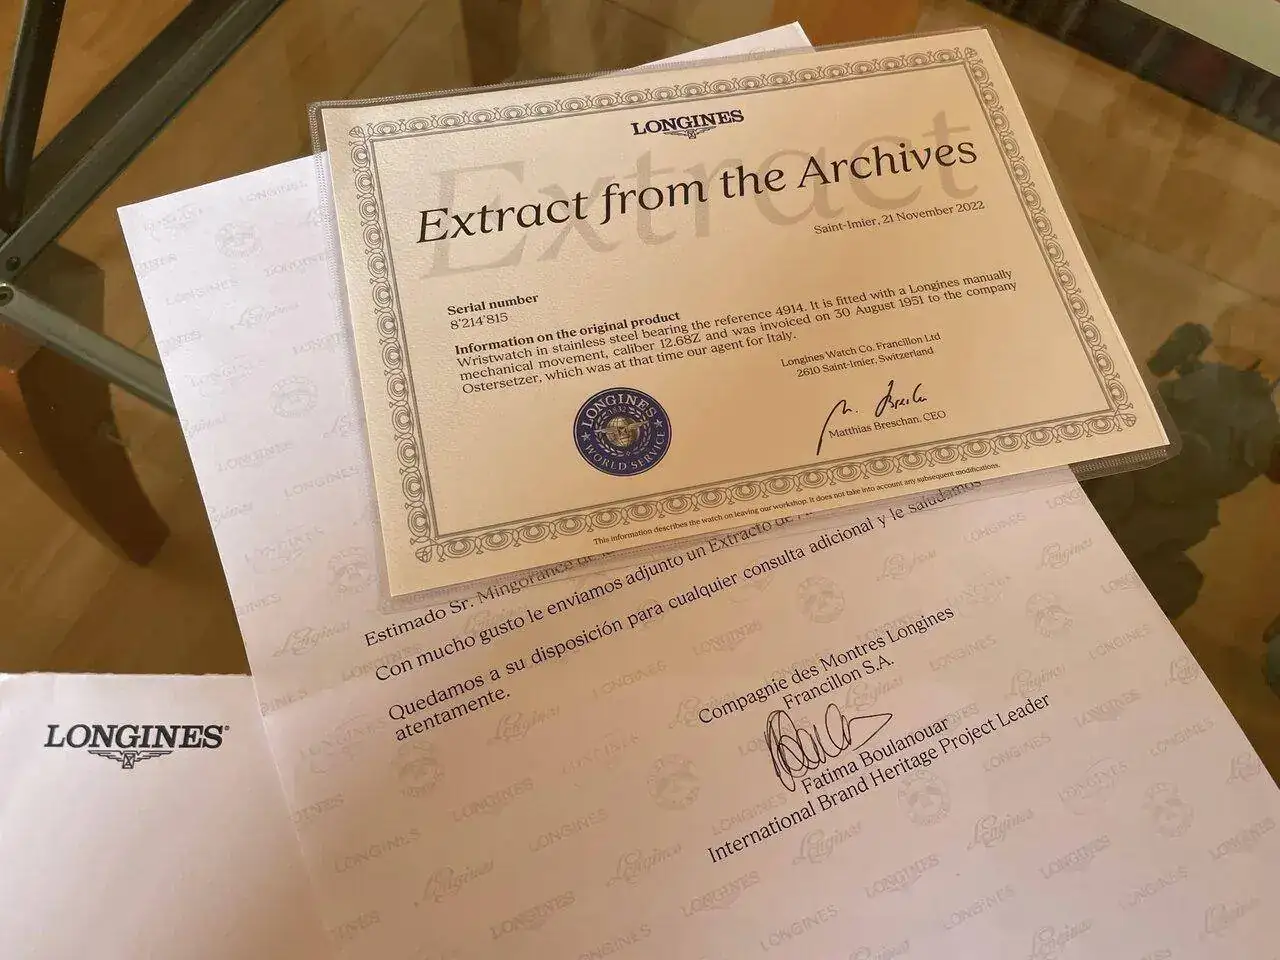 LONGINES
Extract
Extract from the Archives
Saint-Imier, 21 November 2022
Serial number
8'214'815
Information on the original product
Wristwatch in stainless steel bearing the reference 4914. It is fitted with a Longines manually
mechanical movement, caliber 12.68Z and was invoiced on 30 August 1951 to the company
Ostersetzer, which was at that time our agent for Italy.
Longines Watch Co. Francillon Ltd
2610 Saint-Imier, Switzerland
LONGINES
1832
WORLD SERVICE
Matthias Breschan, CEO
This information describes the watch on leaving our workshop. It does not take into account any subsequent modifications.
Estimado Sr. Mingorance de
Con mucho gusto le enviamos adjunto un Extracto de
Quedamos a su disposición para cualquier consulta adicional y le saludamos
atentamente.
Compagnie des Montres Longines
Francillon S.A.
Fatima Boulanouar
International Brand Heritage Project Leader
LONGINES